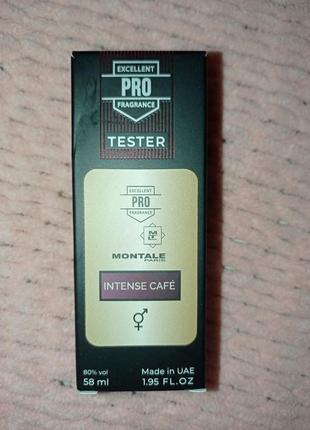 EXCELLENT
PRO
FRAGRANCE
TESTER
EXCELLENT
PRO
FRAGRANCE
MONTALE
PARIS
INTENSE CAFÉ
80% vol Made in UAE
58 ml 1.95 FL.OZ